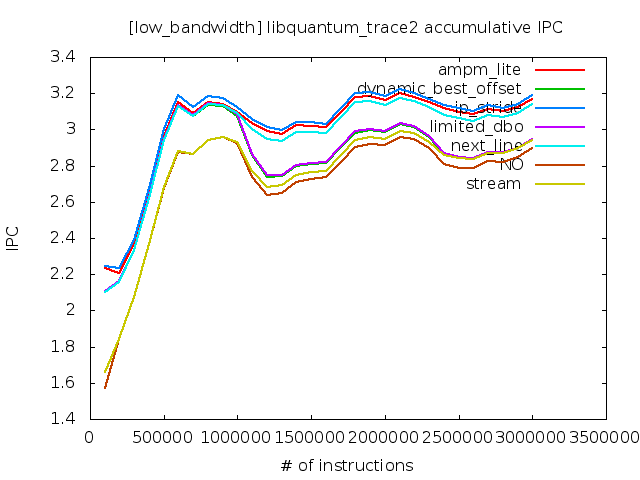 [low_bandwidth] libquantum_trace2 accumulative IPC
3.4
3.2
3
2.8
2.6
2.4
2.2
2
1.8
1.6
1.4
IPC
ampm_lite
dynamic_best_offset
ip_stride
limited_dbo
next_line
NO
stream
0 500000 1000000 1500000 2000000 2500000 3000000 3500000
# of instructions